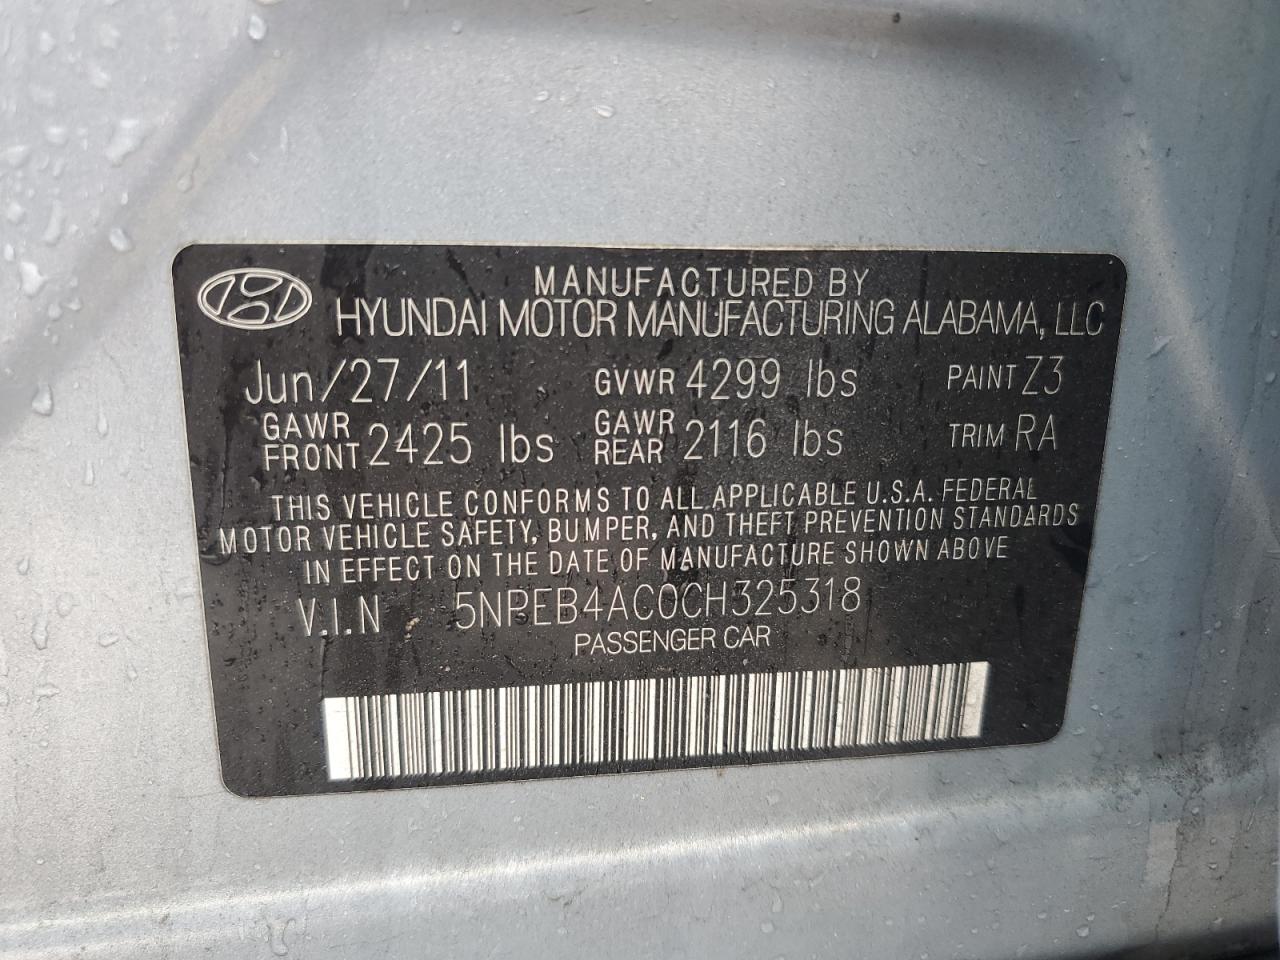 MANUFACTURED BY
HYUNDAI MOTOR MANUFACTURING ALABAMA, LLC
Jun/27/11 GVWR 4299 lbs PAINT Z3
GAWR FRONT 2425 lbs GAWR REAR 2116 lbs TRIM RA
THIS VEHICLE CONFORMS TO ALL APPLICABLE U.S.A. FEDERAL
MOTOR VEHICLE SAFETY, BUMPER, AND THEFT PREVENTION STANDARDS
IN EFFECT ON THE DATE OF MANUFACTURE SHOWN ABOVE
V.I.N 5NPEB4AC0CH325318
PASSENGER CAR